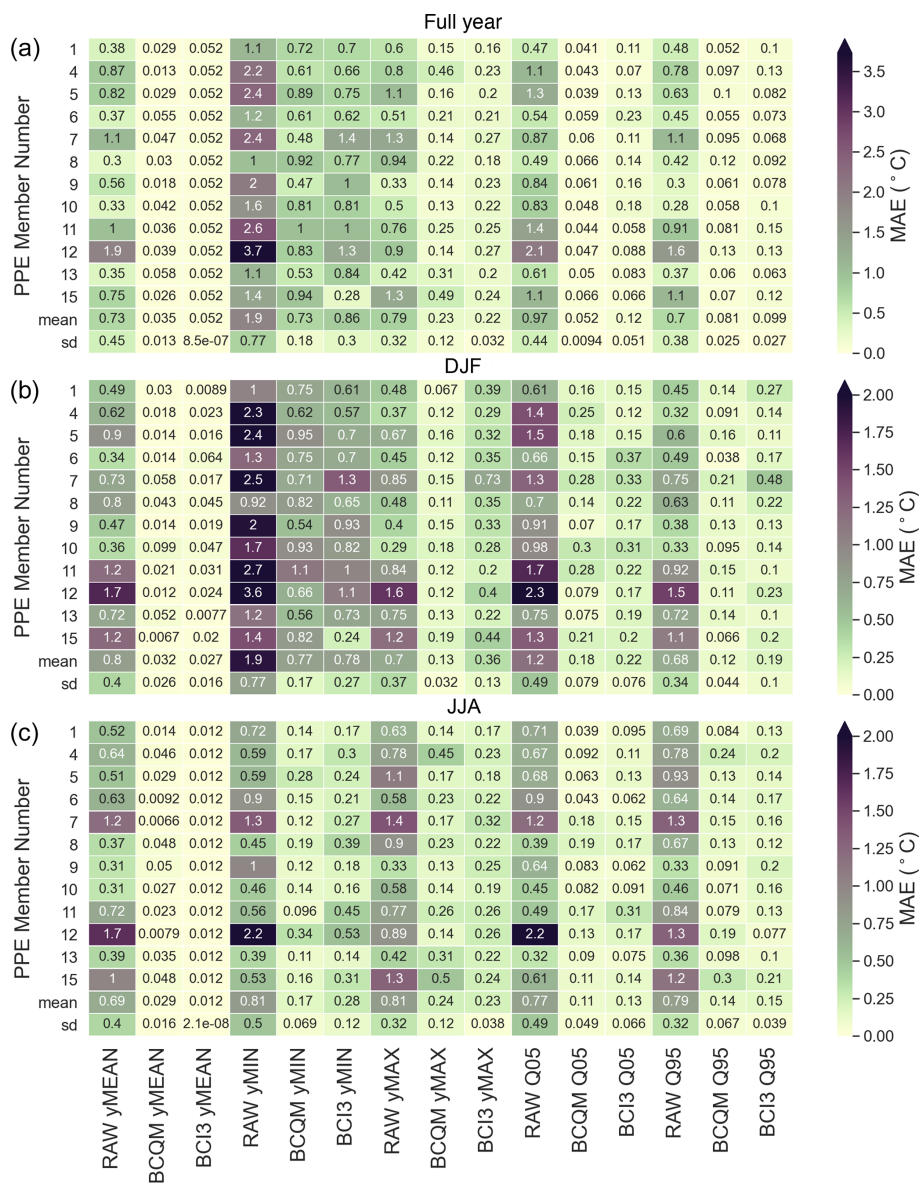 Full year
(a)
PPE Member Number
1 0.38 0.029 0.052 1.1 0.72 0.7 0.6 0.15 0.16 0.47 0.041 0.11 0.48 0.052 0.1
4 0.87 0.013 0.052 2.2 0.61 0.66 0.8 0.46 0.23 1.1 0.043 0.07 0.78 0.097 0.13
5 0.82 0.029 0.052 2.4 0.89 0.75 1.1 0.16 0.2 1.3 0.039 0.13 0.63 0.1 0.082
6 0.37 0.055 0.052 1.2 0.61 0.62 0.51 0.21 0.21 0.54 0.059 0.23 0.45 0.055 0.073
7 1.1 0.047 0.052 2.4 0.48 1.4 1.3 0.14 0.27 0.87 0.06 0.11 1.1 0.095 0.068
8 0.3 0.03 0.052 1 0.92 0.77 0.94 0.22 0.18 0.49 0.066 0.14 0.42 0.12 0.092
9 0.56 0.018 0.052 2 0.47 1 0.33 0.14 0.23 0.84 0.061 0.16 0.3 0.061 0.078
10 0.33 0.042 0.052 1.6 0.81 0.81 0.5 0.13 0.22 0.83 0.048 0.18 0.28 0.058 0.1
11 1 0.036 0.052 2.6 1 1 0.76 0.25 0.25 1.4 0.044 0.058 0.91 0.081 0.15
12 1.9 0.039 0.052 3.7 0.83 1.3 0.9 0.14 0.27 2.1 0.047 0.088 1.6 0.13 0.13
13 0.35 0.058 0.052 1.1 0.53 0.84 0.42 0.31 0.2 0.61 0.05 0.083 0.37 0.06 0.063
15 0.75 0.026 0.052 1.4 0.94 0.28 1.3 0.49 0.24 1.1 0.066 0.066 1.1 0.07 0.12
mean 0.73 0.035 0.052 1.9 0.73 0.86 0.79 0.23 0.22 0.97 0.052 0.12 0.7 0.081 0.099
sd 0.45 0.013 8.5e-07 0.77 0.18 0.3 0.32 0.12 0.032 0.44 0.0094 0.051 0.38 0.025 0.027
3.5
3.0
2.5
2.0
1.5
1.0
0.5
0.0
MAE (°C)
DJF
(b)
PPE Member Number
1 0.49 0.03 0.0089 1 0.75 0.61 0.48 0.067 0.39 0.61 0.16 0.15 0.45 0.14 0.27
4 0.62 0.018 0.023 2.3 0.62 0.57 0.37 0.12 0.29 1.4 0.25 0.12 0.32 0.091 0.14
5 0.9 0.014 0.016 2.4 0.95 0.7 0.67 0.16 0.32 1.5 0.18 0.15 0.6 0.16 0.11
6 0.34 0.014 0.064 1.3 0.75 0.7 0.45 0.12 0.35 0.66 0.15 0.37 0.49 0.038 0.17
7 0.73 0.058 0.017 2.5 0.71 1.3 0.85 0.15 0.73 1.3 0.28 0.33 0.75 0.21 0.48
8 0.8 0.043 0.045 0.92 0.82 0.65 0.48 0.11 0.35 0.7 0.14 0.22 0.63 0.11 0.22
9 0.47 0.014 0.019 2 0.54 0.93 0.4 0.15 0.33 0.91 0.07 0.17 0.38 0.13 0.13
10 0.36 0.099 0.047 1.7 0.93 0.82 0.29 0.18 0.28 0.98 0.3 0.31 0.33 0.095 0.14
11 1.2 0.021 0.031 2.7 1.1 1 0.84 0.12 0.2 1.7 0.28 0.22 0.92 0.15 0.1
12 1.7 0.012 0.024 3.6 0.66 1.1 1.6 0.12 0.4 2.3 0.079 0.17 1.5 0.11 0.23
13 0.72 0.052 0.0077 1.2 0.56 0.73 0.75 0.13 0.22 0.75 0.075 0.19 0.72 0.14 0.1
15 1.2 0.0067 0.02 1.4 0.82 0.24 1.2 0.19 0.44 1.3 0.21 0.2 1.1 0.066 0.2
mean 0.8 0.032 0.027 1.9 0.77 0.78 0.7 0.13 0.36 1.2 0.18 0.22 0.68 0.12 0.19
sd 0.4 0.026 0.016 0.77 0.17 0.27 0.37 0.032 0.13 0.49 0.079 0.076 0.34 0.044 0.1
2.00
1.75
1.50
1.25
1.00
0.75
0.50
0.25
0.00
MAE (°C)
JJA
(c)
PPE Member Number
1 0.52 0.014 0.012 0.72 0.14 0.17 0.63 0.14 0.17 0.71 0.039 0.095 0.69 0.084 0.13
4 0.64 0.046 0.012 0.59 0.17 0.3 0.78 0.45 0.23 0.67 0.092 0.11 0.78 0.24 0.2
5 0.51 0.029 0.012 0.59 0.28 0.24 1.1 0.17 0.18 0.68 0.063 0.13 0.93 0.13 0.14
6 0.63 0.0092 0.012 0.9 0.15 0.21 0.58 0.23 0.22 0.9 0.043 0.062 0.64 0.14 0.17
7 1.2 0.0066 0.012 1.3 0.12 0.27 1.4 0.17 0.32 1.2 0.18 0.15 1.3 0.15 0.16
8 0.37 0.048 0.012 0.45 0.19 0.39 0.9 0.23 0.22 0.39 0.19 0.17 0.67 0.13 0.12
9 0.31 0.05 0.012 1 0.12 0.18 0.33 0.13 0.25 0.64 0.083 0.062 0.33 0.091 0.2
10 0.31 0.027 0.012 0.46 0.14 0.16 0.58 0.14 0.19 0.45 0.082 0.091 0.46 0.071 0.16
11 0.72 0.023 0.012 0.56 0.096 0.45 0.77 0.26 0.26 0.49 0.17 0.31 0.84 0.079 0.13
12 1.7 0.0079 0.012 2.2 0.34 0.53 0.89 0.14 0.26 2.2 0.13 0.17 1.3 0.19 0.077
13 0.39 0.035 0.012 0.39 0.11 0.14 0.42 0.31 0.22 0.32 0.09 0.075 0.36 0.098 0.1
15 1 0.048 0.012 0.53 0.16 0.31 1.3 0.5 0.24 0.61 0.11 0.14 1.2 0.3 0.21
mean 0.69 0.029 0.012 0.81 0.17 0.28 0.81 0.24 0.23 0.77 0.11 0.13 0.79 0.14 0.15
sd 0.4 0.016 2.1e-08 0.5 0.069 0.12 0.32 0.12 0.038 0.49 0.049 0.066 0.32 0.067 0.039
2.00
1.75
1.50
1.25
1.00
0.75
0.50
0.25
0.00
MAE (°C)
RAW yMEAN
BCQM yMEAN
BCI3 yMEAN
RAW yMIN
BCQM yMIN
BCI3 yMIN
RAW yMAX
BCQM yMAX
BCI3 yMAX
RAW Q05
BCQM Q05
BCI3 Q05
RAW Q95
BCQM Q95
BCI3 Q95